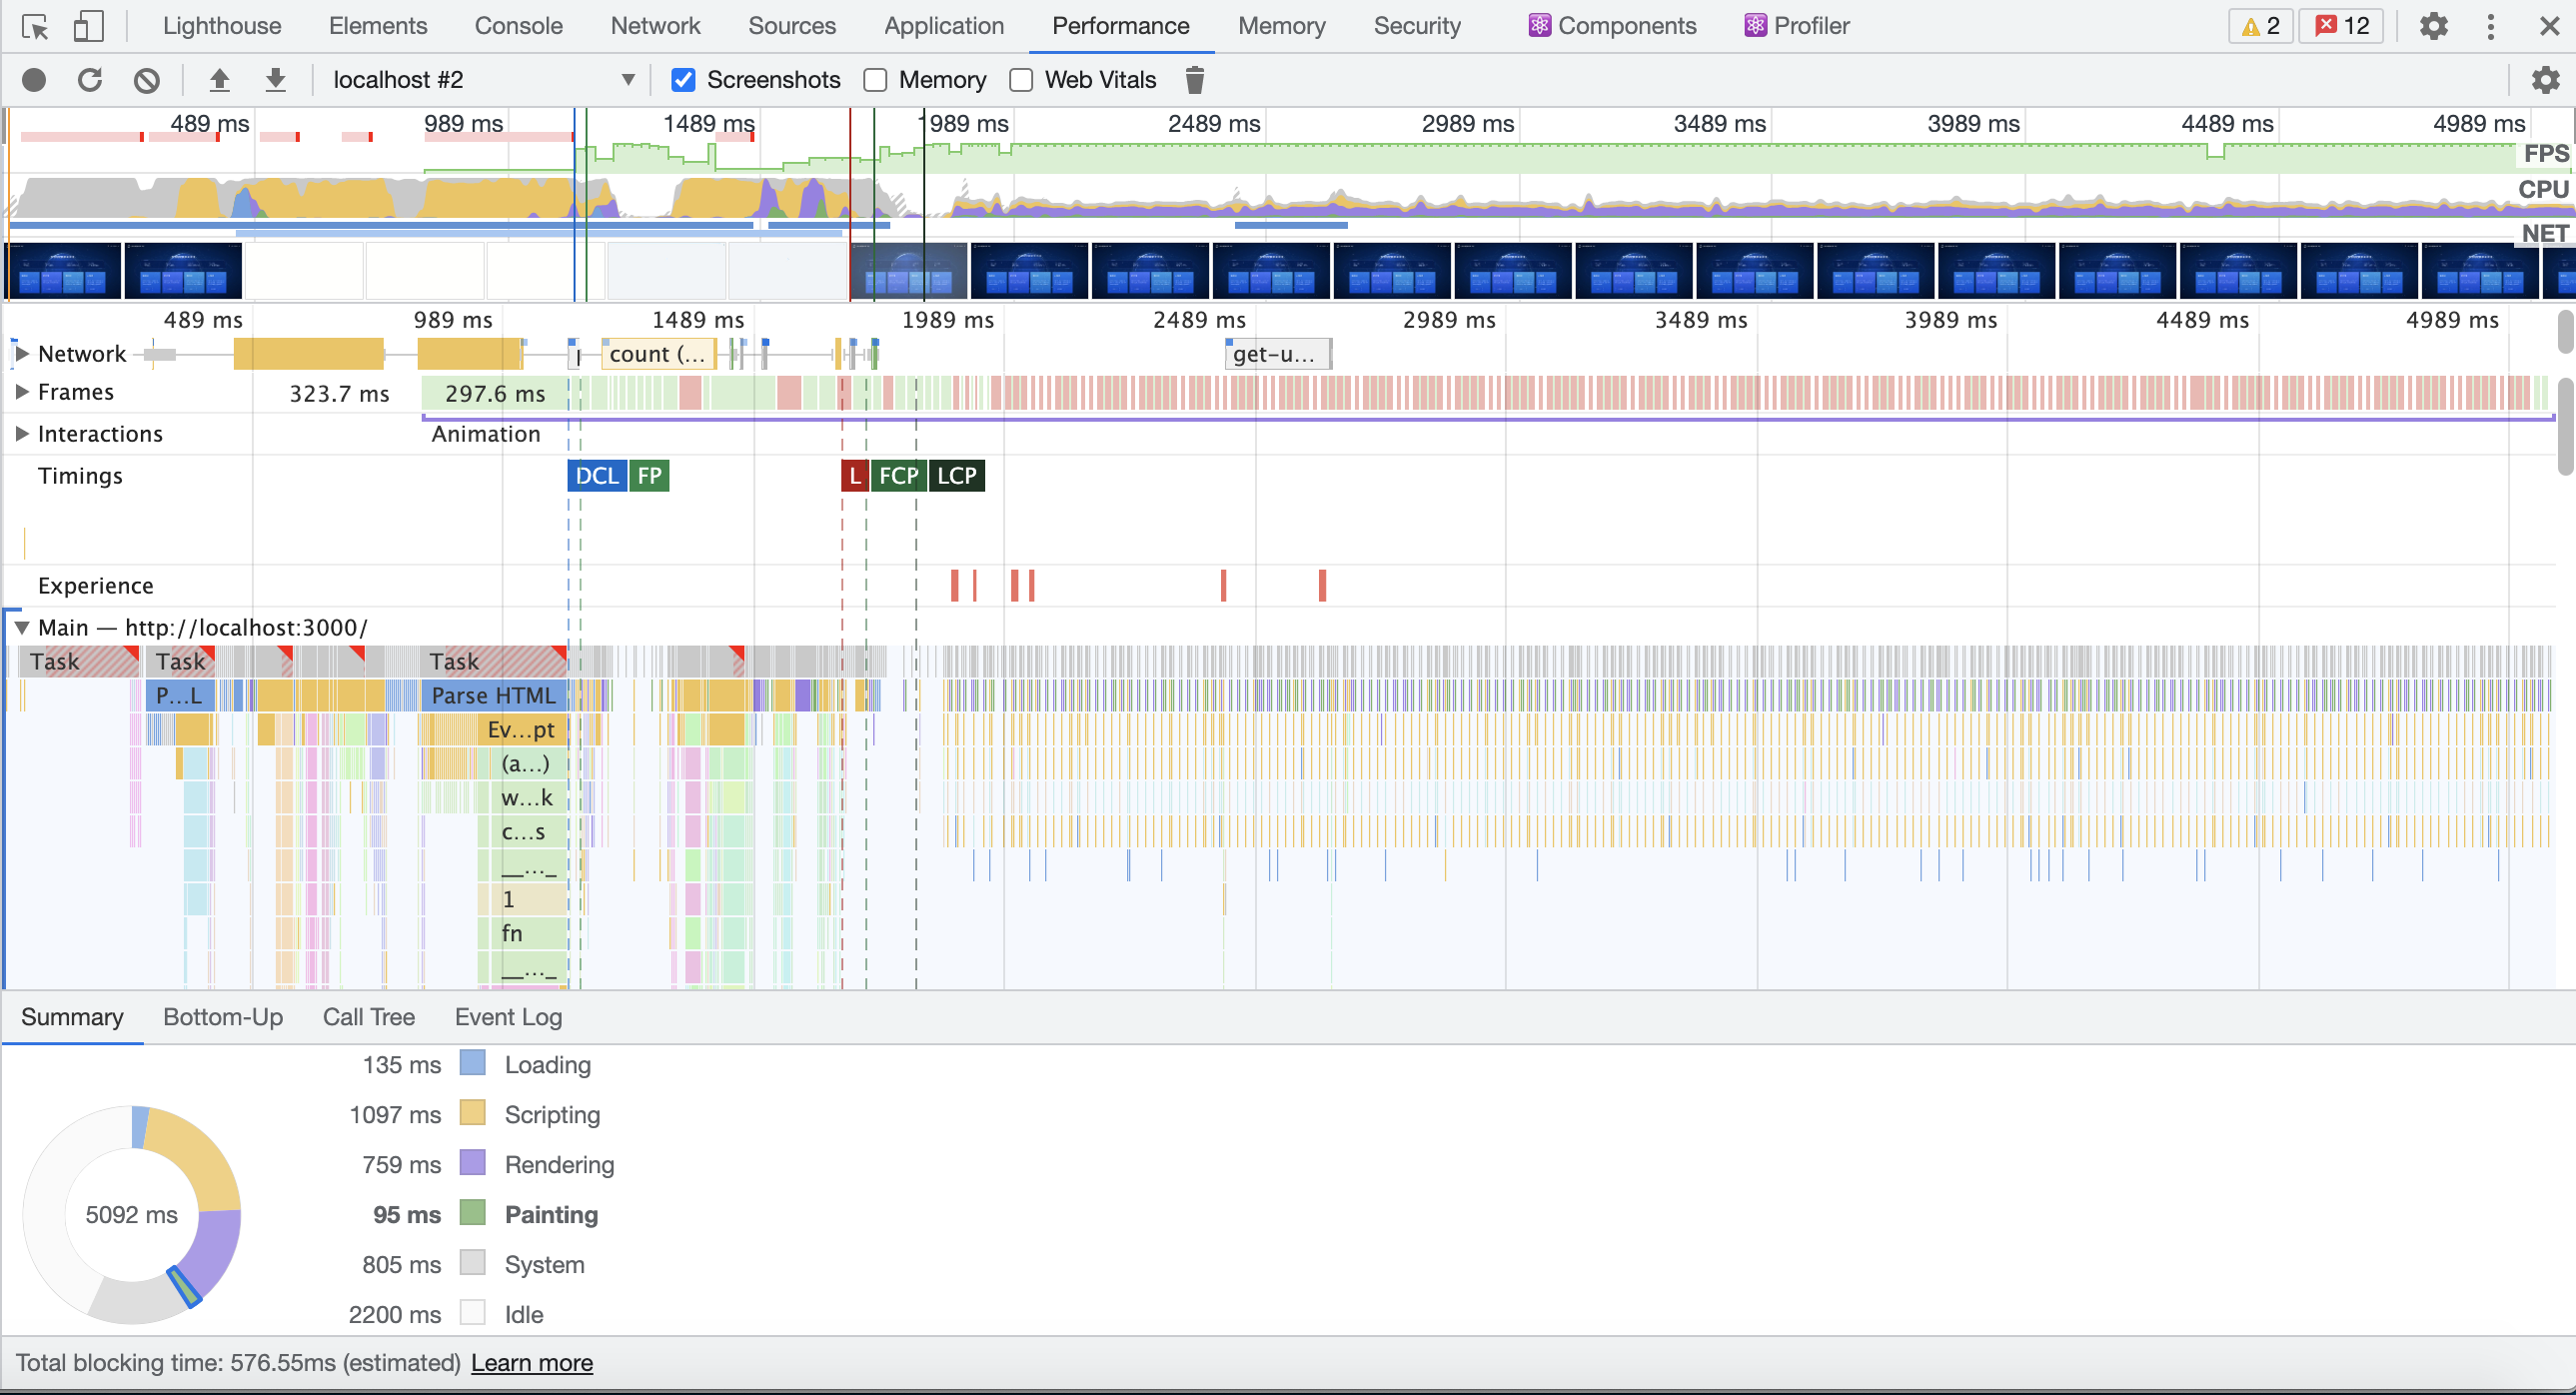 Lighthouse Elements Console Network Sources Application Performance Memory Security Components Profiler 2 12
localhost #2 Screenshots Memory Web Vitals
489 ms 989 ms 1489 ms 1989 ms 2489 ms 2989 ms 3489 ms 3989 ms 4489 ms 4989 ms
FPS
CPU
NET
489 ms 989 ms 1489 ms 1989 ms 2489 ms 2989 ms 3489 ms 3989 ms 4489 ms 4989 ms
Network count (... get-u...
Frames 323.7 ms 297.6 ms
Interactions Animation
Timings DCL FP L FCP LCP
Experience
Main — http://localhost:3000/
Task Task Task
P...L Parse HTML
Ev...pt
(a...)
w...k
c...s
__..._
1
fn
__..._
Summary Bottom-Up Call Tree Event Log
135 ms Loading
1097 ms Scripting
759 ms Rendering
5092 ms
95 ms Painting
805 ms System
2200 ms Idle
Total blocking time: 576.55ms (estimated) Learn more